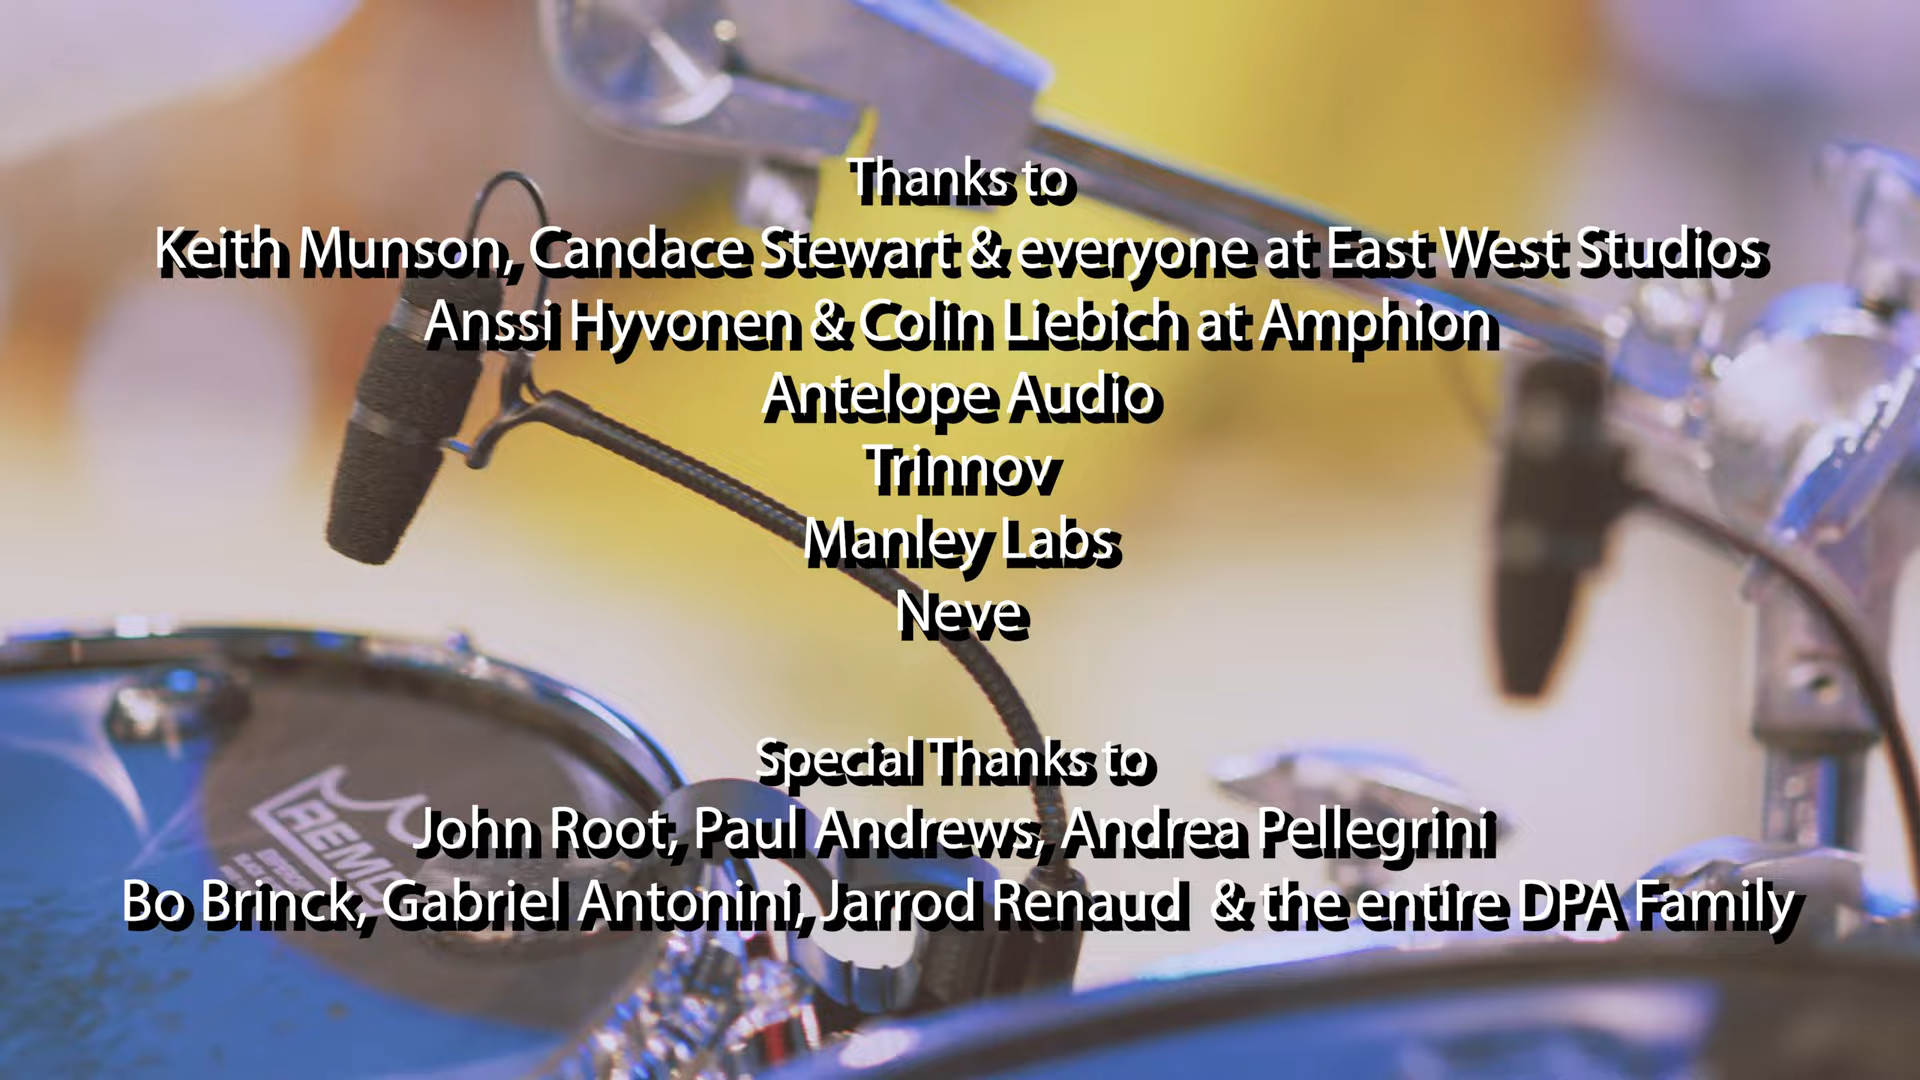 Thanks to
Keith Munson, Candace Stewart & everyone at East West Studios
Anssi Hyvonen & Colin Liebich at Amphion
Antelope Audio
Trinnov
Manley Labs
Neve
Special Thanks to
John Root, Paul Andrews, Andrea Pellegrini
Bo Brinck, Gabriel Antonini, Jarrod Renaud & the entire DPA Family
REMO